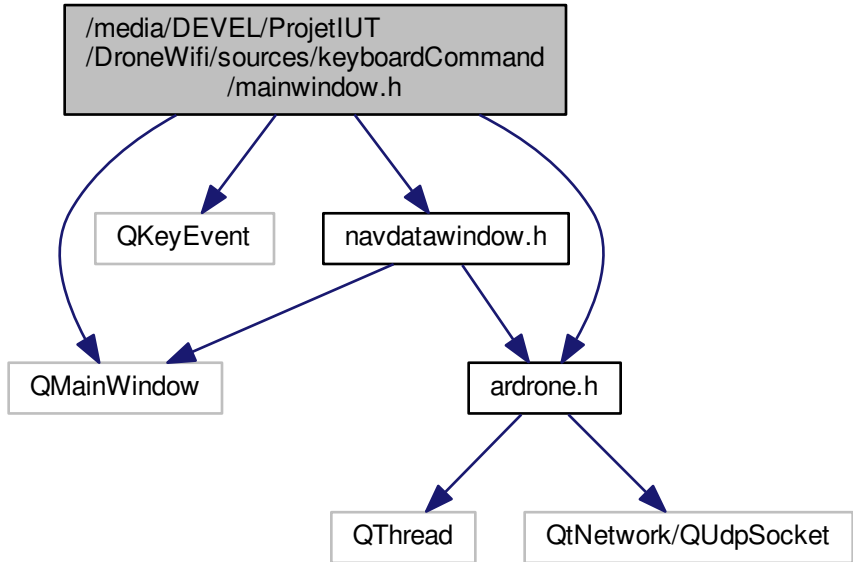 /media/DEVEL/ProjetIUT
/DroneWifi/sources/keyboardCommand
/mainwindow.h
QKeyEvent
navdatawindow.h
QMainWindow
ardrone.h
QThread
QtNetwork/QUdpSocket